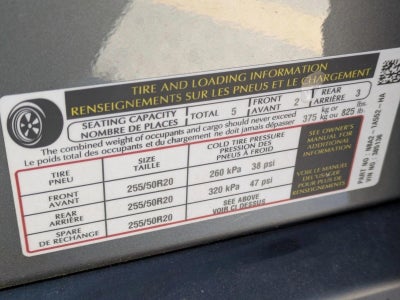 TIRE AND LOADING INFORMATION
RENSEIGNEMENTS SUR LES PNEUS ET LE CHARGEMENT
SEATING CAPACITY
NOMBRE DE PLACES
TOTAL 5
FRONT
AVANT 2
REAR
ARRIÈRE 3
The combined weight of occupants and cargo should never exceed
Le poids total des occupants et du chargement ne doit jamais dépasser
375 kg or
kg ou 825 lbs.
lb.
TIRE
PNEU
SIZE
TAILLE
COLD TIRE PRESSURE
PRESSION DES
PNEUS À FROID
FRONT
AVANT
255/50R20
260 kPa 38 psi
REAR
ARRIÈRE
255/50R20
320 kPa 47 psi
SPARE
DE RECHANGE
255/50R20
SEE ABOVE
VOIR CI-DESSUS
SEE OWNER'S
MANUAL FOR
ADDITIONAL
INFORMATION
VOIR LE MANUEL
DE L'USAGER
POUR PLUS DE
RENSEIGNEMENTS